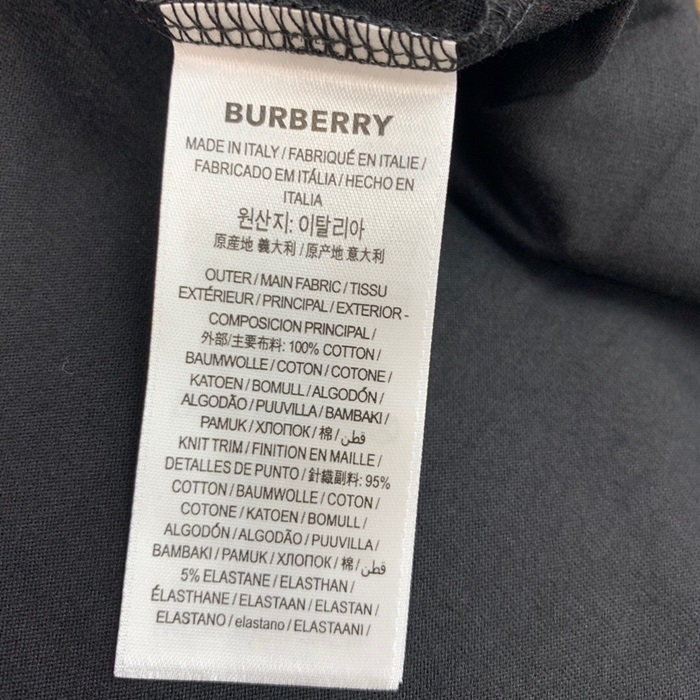 BURBERRY
MADE IN ITALY / FABRIQUÉ EN ITALIE /
FABRICADO EM ITÁLIA / HECHO EN
ITALIA
원산지: 이탈리아
原産地 義大利 / 原产地 意大利
OUTER / MAIN FABRIC / TISSU
EXTÉRIEUR / PRINCIPAL / EXTERIOR -
COMPOSICION PRINCIPAL /
外部/主要布料: 100% COTTON /
BAUMWOLLE / COTON / COTONE /
KATOEN / BOMULL / ALGODÓN /
ALGODÃO / PUUVILLA / BAMBAKI /
PAMUK / ХЛОПОК / 棉 / قطن
KNIT TRIM / FINITION EN MAILLE /
DETALLES DE PUNTO / 針織副料: 95%
COTTON / BAUMWOLLE / COTON /
COTONE / KATOEN / BOMULL /
ALGODÓN / ALGODÃO / PUUVILLA /
BAMBAKI / PAMUK / ХЛОПОК / 棉 / قطن
5% ELASTANE / ELASTHAN /
ÉLASTHANE / ELASTAAN / ELASTAN /
ELASTANO / elastano / ELASTAANI /